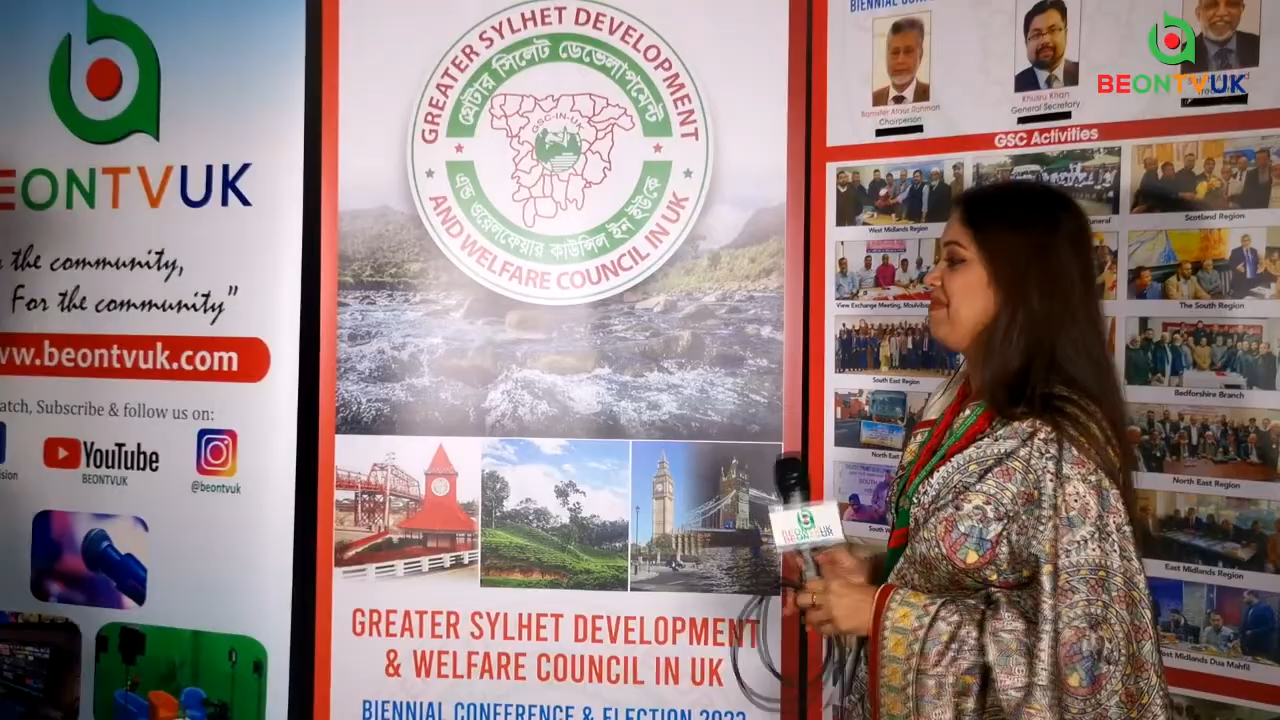 BEONTVUK
the community,
For the community”
www.beontvuk.com
Watch, Subscribe & follow us on:
YouTube
BEONTVUK
@beontvuk
GREATER SYLHET DEVELOPMENT
গ্রেটার সিলেট ডেভেলাপমেন্ট
GSC-IN-UK
এন্ড ওয়েলফেয়ার কাউন্সিল ইন ইউকে
AND WELFARE COUNCIL IN UK
GREATER SYLHET DEVELOPMENT
& WELFARE COUNCIL IN UK
BIENNIAL CONFERENCE & ELECTION 2022
BIENNIAL
Barrister Ataur Rahman
Chairperson
Khusru Khan
General Secretary
BEONTVUK
GSC Activities
West Midlands Region
Funeral
Scotland Region
View Exchange Meeting,
The South Region
South East Region
Bedforshire Branch
North East
North East Region
South
East Midlands Region
West Midlands Dua Mahfil
BEONTVUK